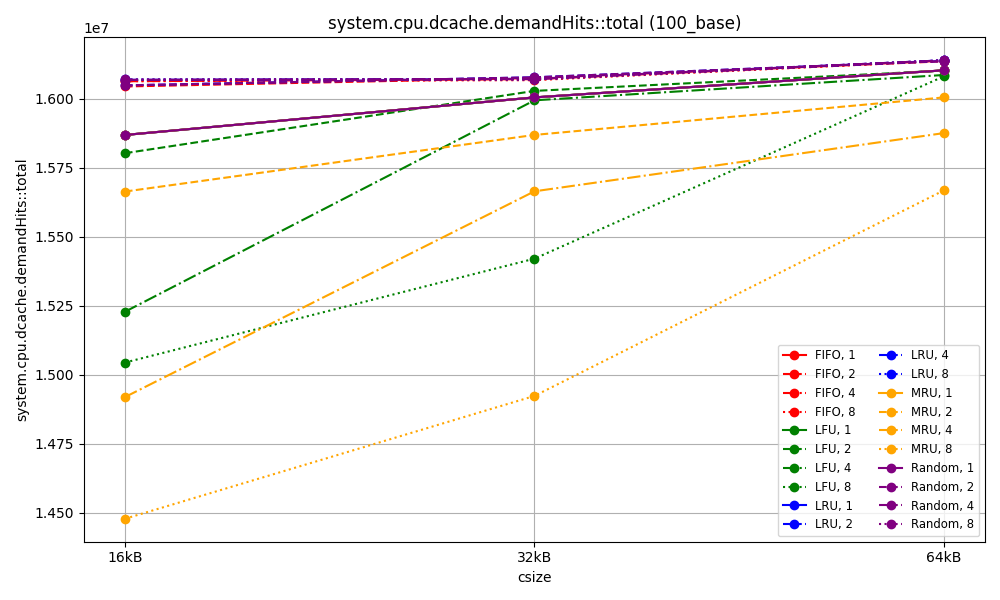 system.cpu.dcache.demandHits::total (100_base)
1e7
1.600
1.575
1.550
1.525
1.500
1.475
1.450
system.cpu.dcache.demandHits::total
16kB
32kB
64kB
csize
FIFO, 1
FIFO, 2
FIFO, 4
FIFO, 8
LFU, 1
LFU, 2
LFU, 4
LFU, 8
LRU, 1
LRU, 2
LRU, 4
LRU, 8
MRU, 1
MRU, 2
MRU, 4
MRU, 8
Random, 1
Random, 2
Random, 4
Random, 8